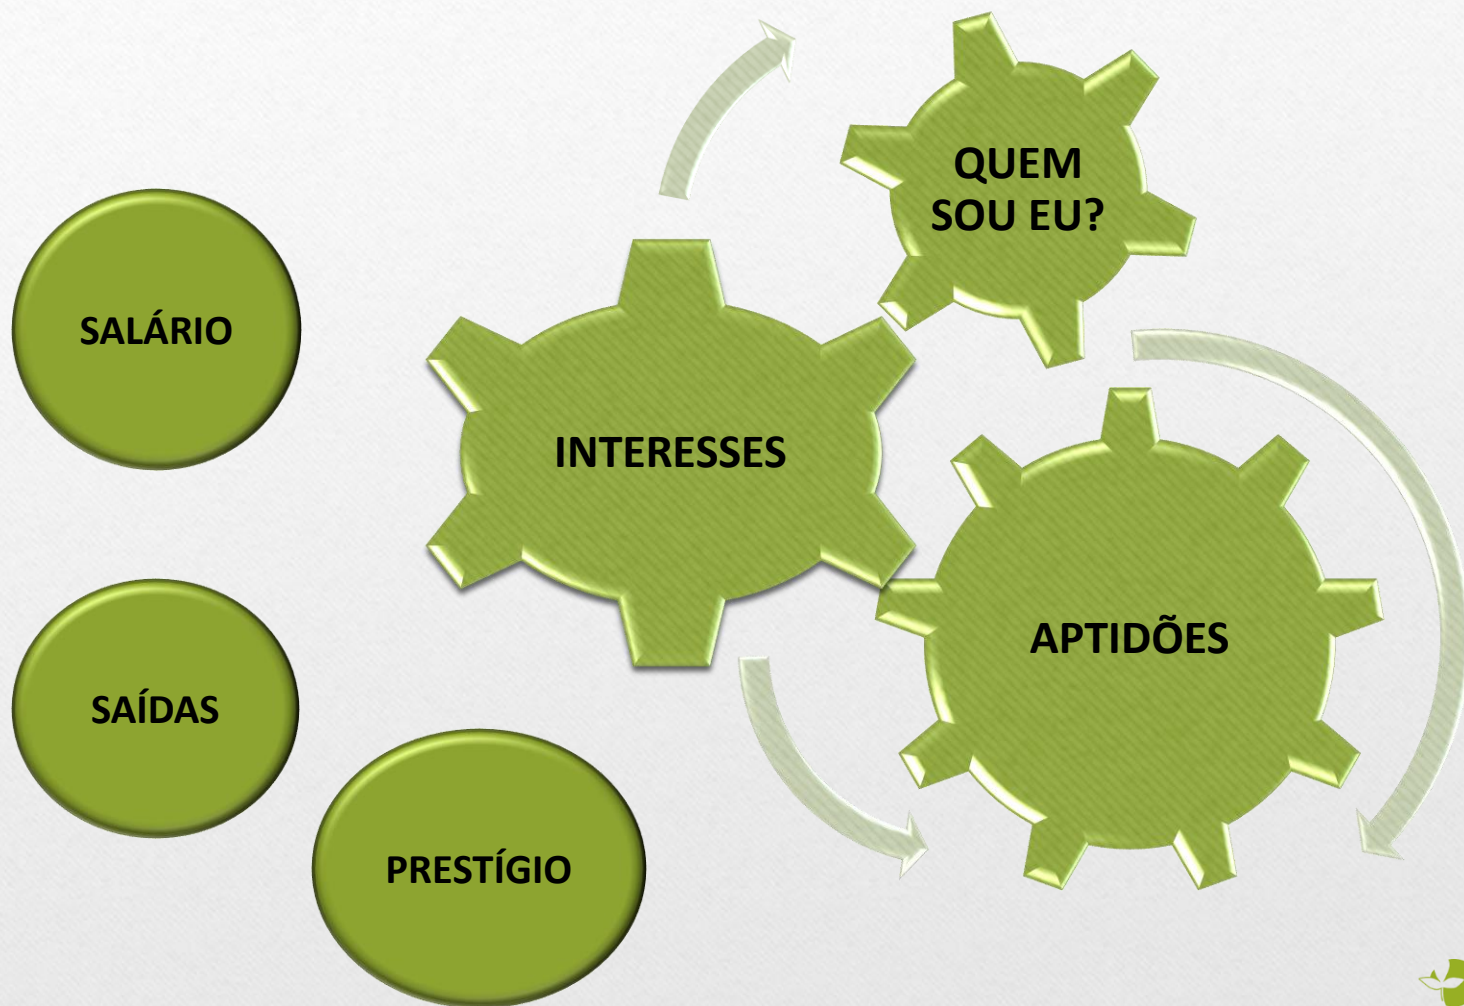 QUEM
SOU EU?
SALÁRIO
INTERESSES
APTIDÕES
SAÍDAS
PRESTÍGIO